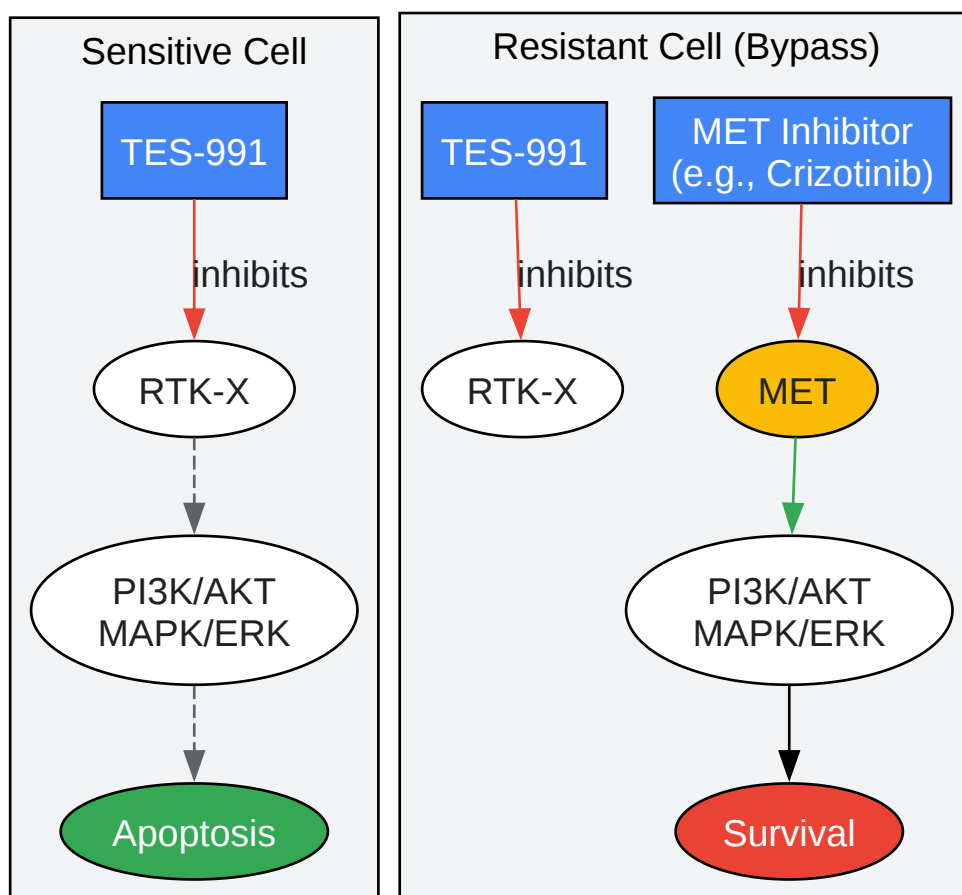 Sensitive Cell
TES-991
inhibits
RTK-X
PI3K/AKT
MAPK/ERK
Apoptosis
Resistant Cell (Bypass)
TES-991
inhibits
RTK-X
MET Inhibitor
(e.g., Crizotinib)
inhibits
MET
PI3K/AKT
MAPK/ERK
Survival